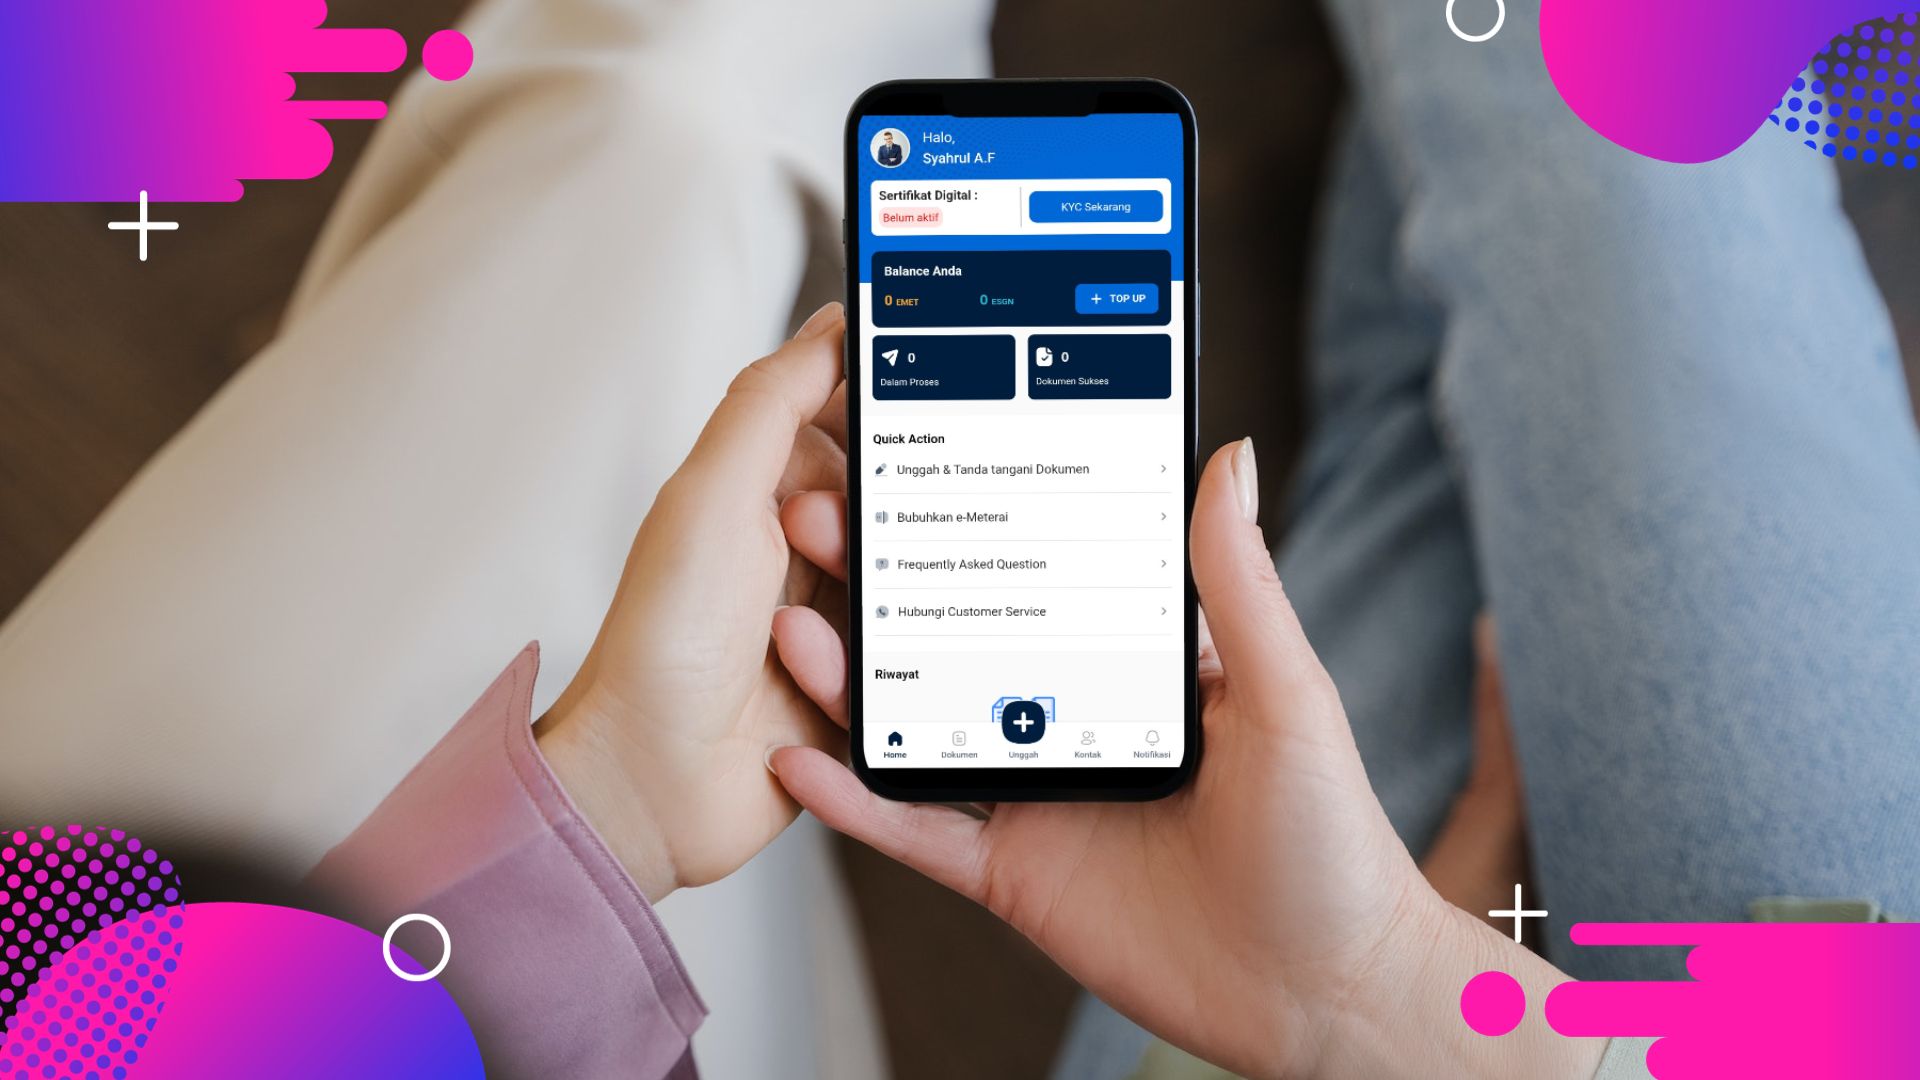 Halo,
Syahrul A.F
Sertifikat Digital :
Belum aktif
KYC Sekarang
Balance Anda
0 EMET
0 ESGN
+ TOP UP
0
Dalam Proses
0
Dokumen Sukses
Quick Action
Unggah & Tanda tangani Dokumen
Bubuhkan e-Meterai
Frequently Asked Question
Hubungi Customer Service
Riwayat
Home
Dokumen
Unggah
Kontak
Notifikasi